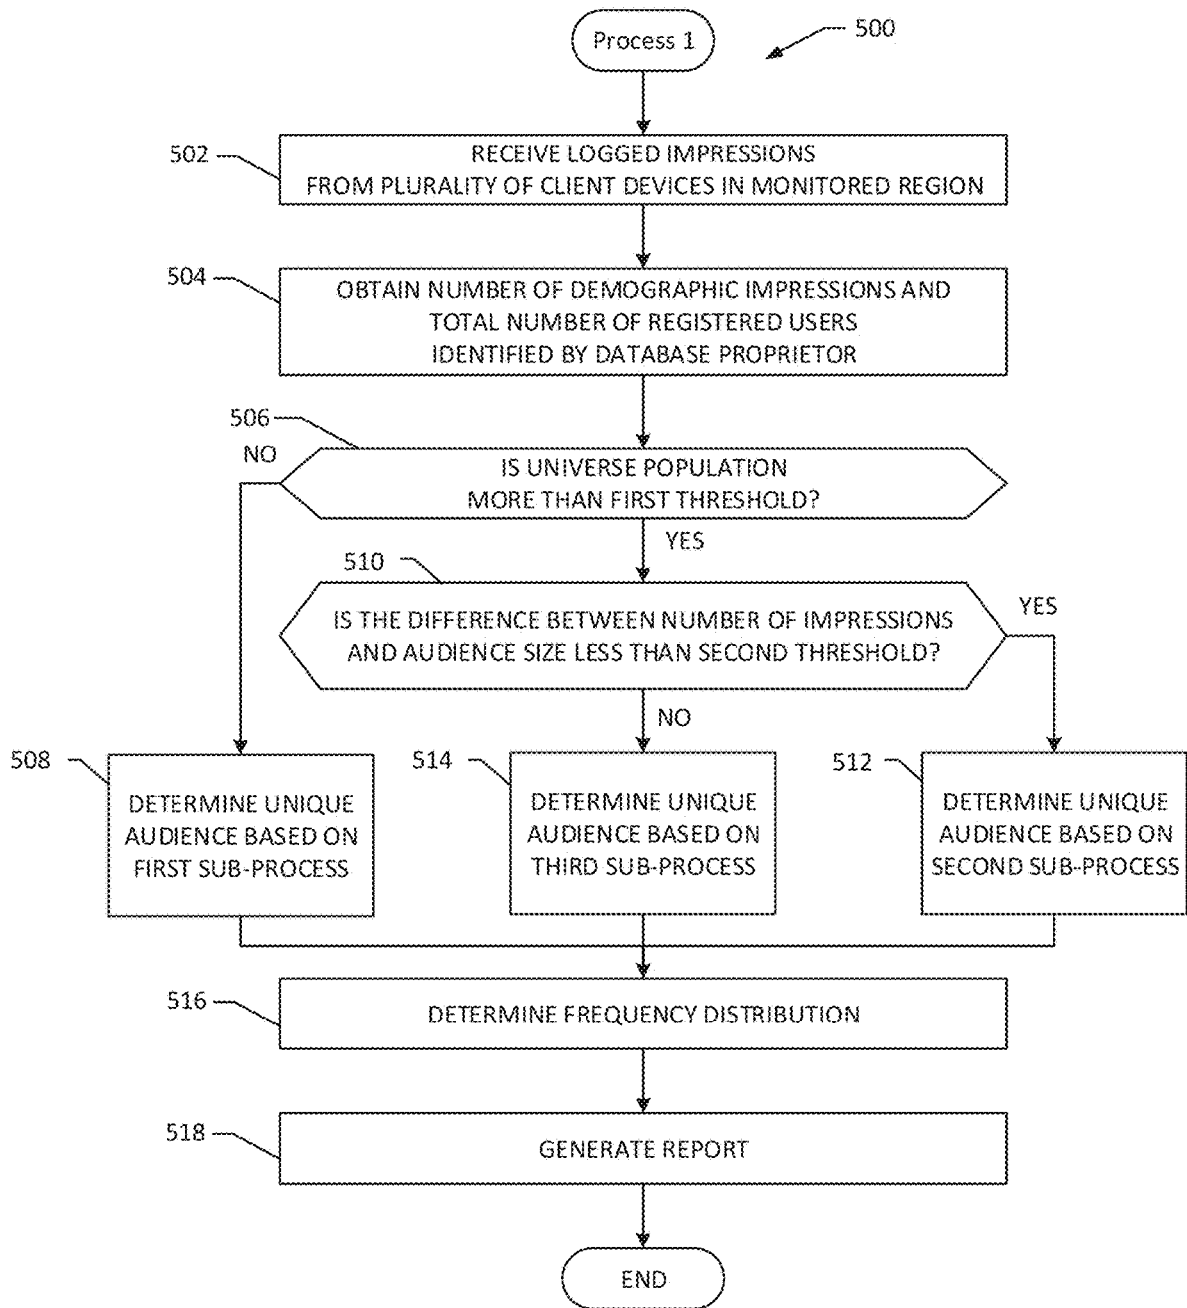 Process 1
500
502
RECEIVE LOGGED IMPRESSIONS
FROM PLURALITY OF CLIENT DEVICES IN MONITORED REGION
504
OBTAIN NUMBER OF DEMOGRAPHIC IMPRESSIONS AND
TOTAL NUMBER OF REGISTERED USERS
IDENTIFIED BY DATABASE PROPRIETOR
506
NO
IS UNIVERSE POPULATION
MORE THAN FIRST THRESHOLD?
YES
510
IS THE DIFFERENCE BETWEEN NUMBER OF IMPRESSIONS
AND AUDIENCE SIZE LESS THAN SECOND THRESHOLD?
YES
NO
508
DETERMINE UNIQUE
AUDIENCE BASED ON
FIRST SUB-PROCESS
514
DETERMINE UNIQUE
AUDIENCE BASED ON
THIRD SUB-PROCESS
512
DETERMINE UNIQUE
AUDIENCE BASED ON
SECOND SUB-PROCESS
516
DETERMINE FREQUENCY DISTRIBUTION
518
GENERATE REPORT
END